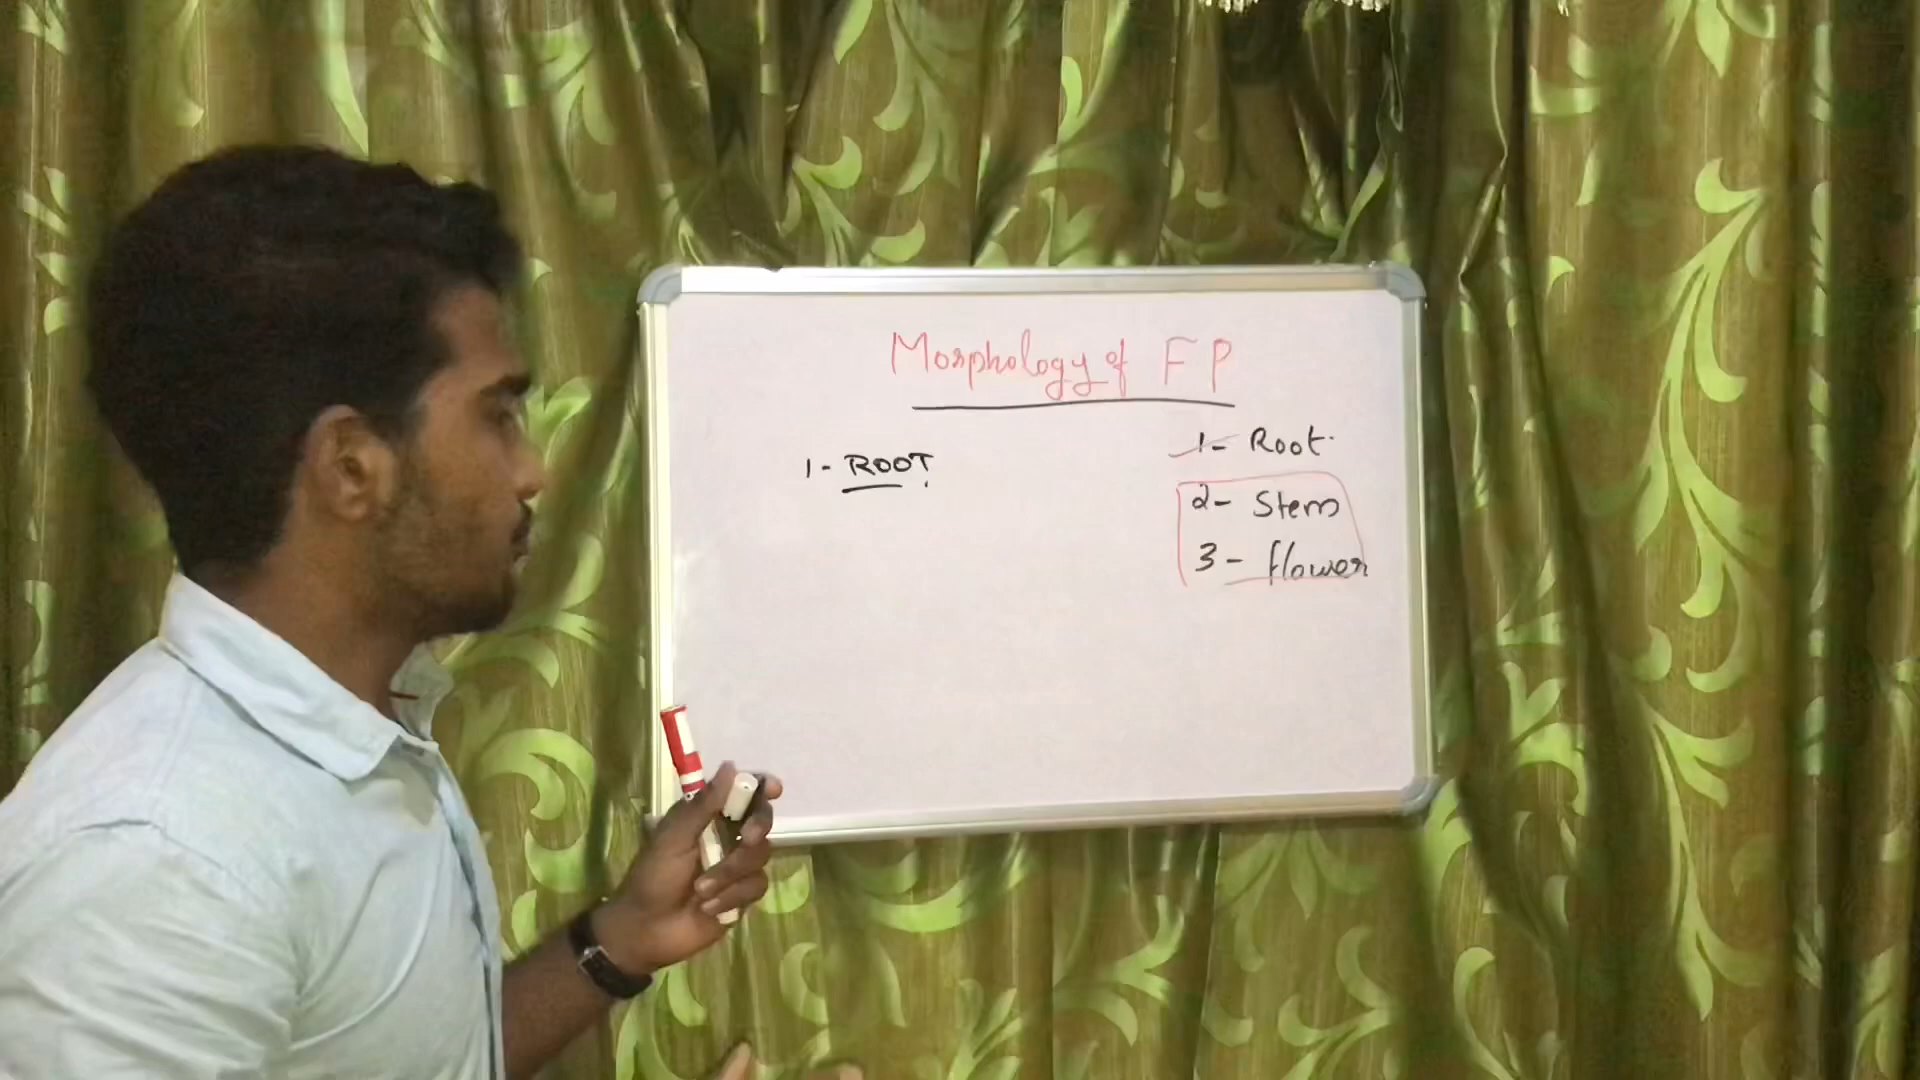 Morphology of F P
1- ROOT
1- Root.
2- Stem
3- flower